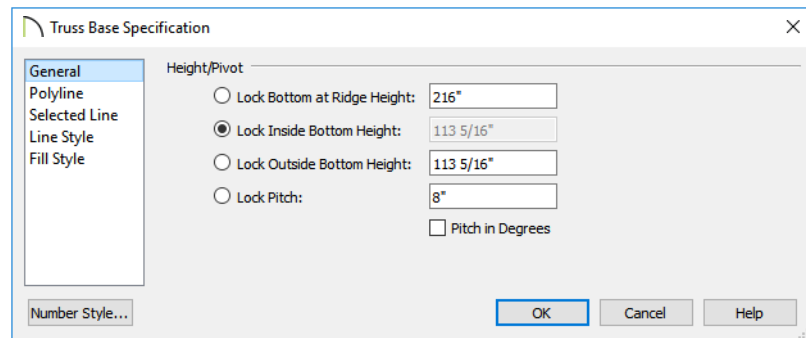 Truss Base Specification
General
Polyline
Selected Line
Line Style
Fill Style
Height/Pivot
Lock Bottom at Ridge Height: 216"
Lock Inside Bottom Height: 113 5/16"
Lock Outside Bottom Height: 113 5/16"
Lock Pitch: 8"
Pitch in Degrees
Number Style... OK Cancel Help